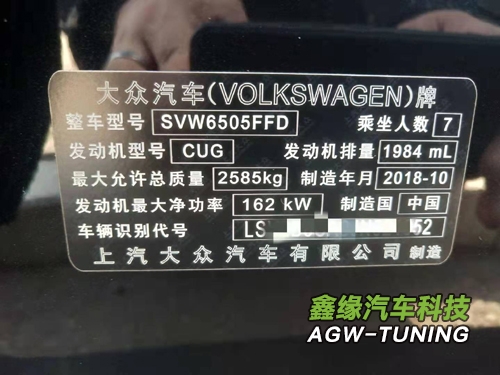 大众汽车(VOLKSWAGEN)牌
整车型号 SVW6505FFD 乘坐人数 7
发动机型号 CUG 发动机排量 1984 mL
最大允许总质量 2585kg 制造年月 2018-10
发动机最大净功率 162 kW 制造国 中国
车辆识别代号 LS 52
上汽大众汽车有限公司 制造
鑫缘汽车科技
AGW-TUNING